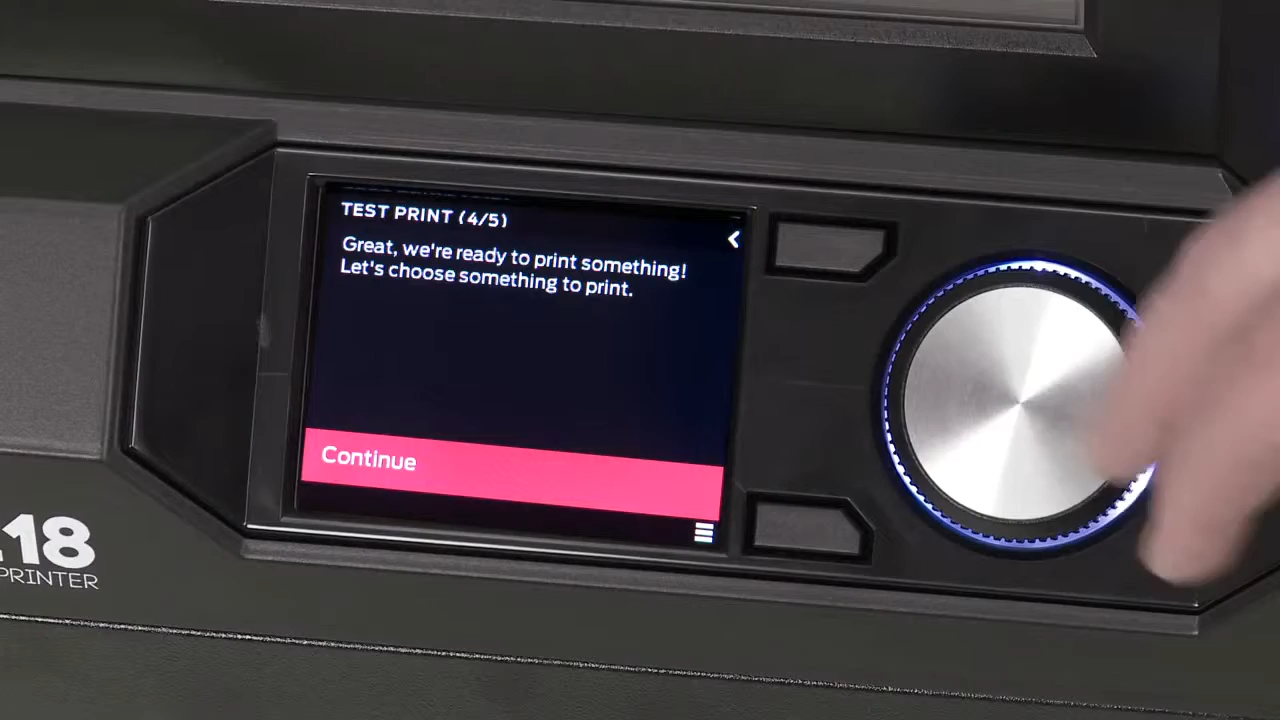 TEST PRINT (4/5)
Great, we're ready to print something!
Let's choose something to print.
Continue
18
PRINTER